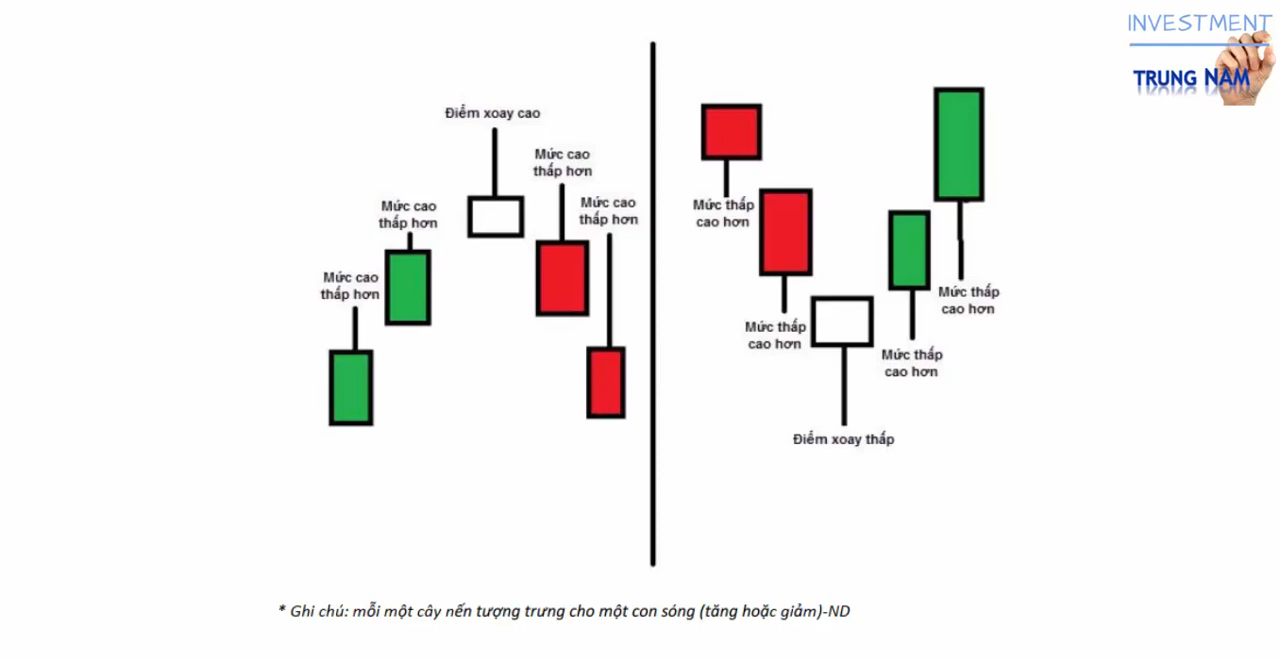 INVESTMENT
TRUNG NAM
Điểm xoay cao
Mức cao
thấp hơn
Mức cao
thấp hơn
Mức cao
thấp hơn
Mức cao
thấp hơn
Mức thấp
cao hơn
Mức thấp
cao hơn
Mức thấp
cao hơn
Mức thấp
cao hơn
Điểm xoay thấp
* Ghi chú: mỗi một cây nến tượng trưng cho một con sóng (tăng hoặc giảm)-ND